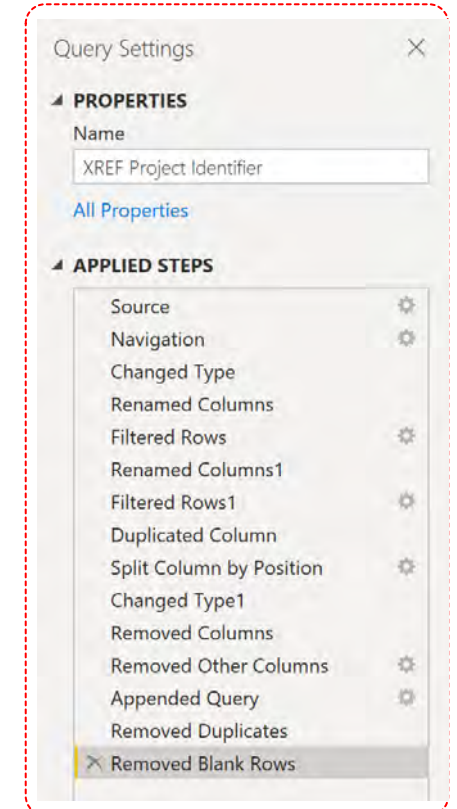 Query Settings
PROPERTIES
Name
XREF Project Identifier
All Properties
APPLIED STEPS
Source
Navigation
Changed Type
Renamed Columns
Filtered Rows
Renamed Columns1
Filtered Rows1
Duplicated Column
Split Column by Position
Changed Type1
Removed Columns
Removed Other Columns
Appended Query
Removed Duplicates
Removed Blank Rows